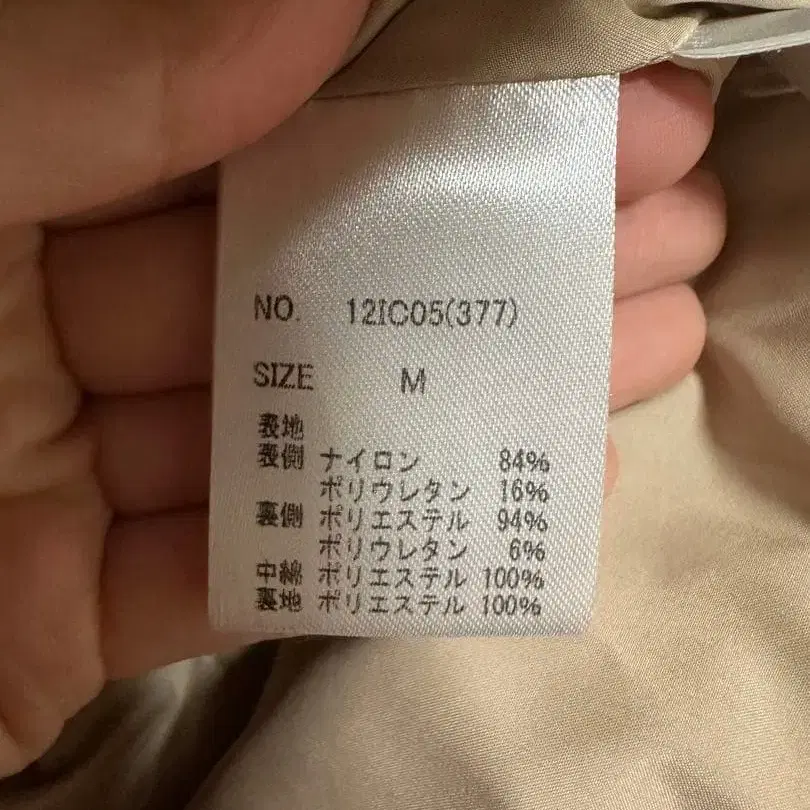 NO. 12IC05(377)
SIZE M
表地
表側 ナイロン 84%
ポリウレタン 16%
裏側 ポリエステル 94%
ポリウレタン 6%
中綿 ポリエステル 100%
裏地 ポリエステル 100%